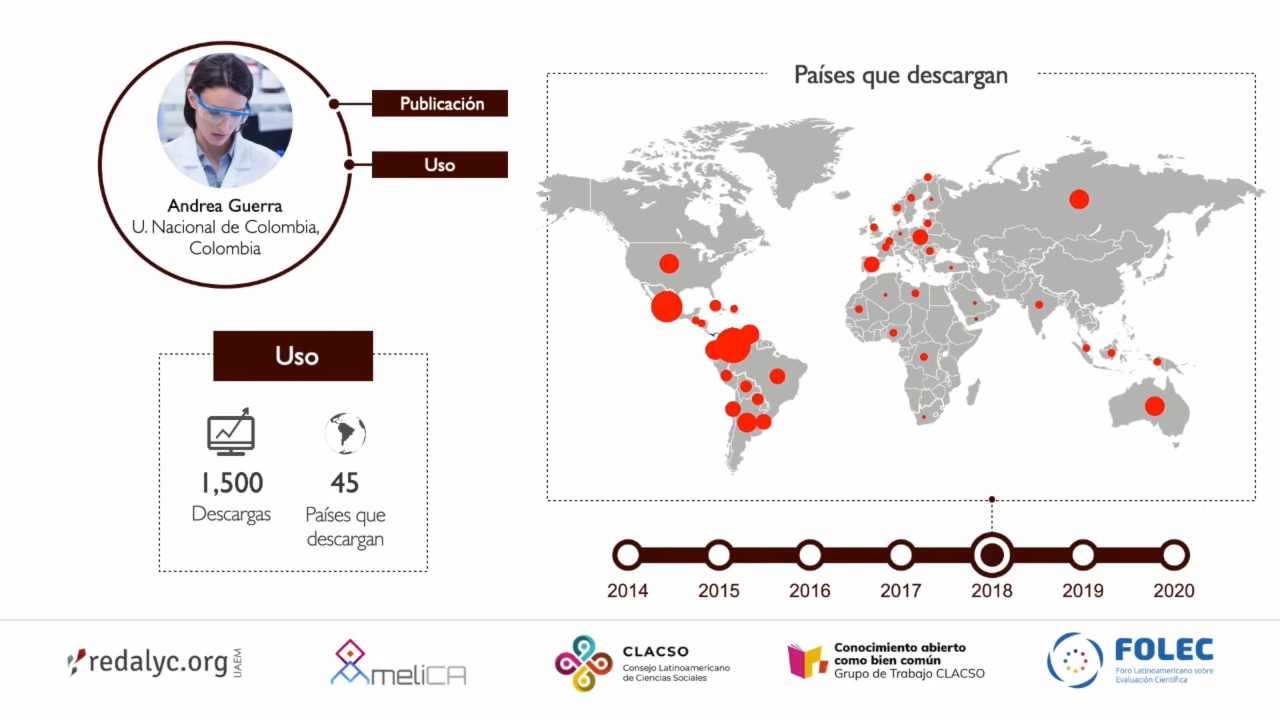 Andrea Guerra
U. Nacional de Colombia,
Colombia
Publicación
Uso
Uso
1,500
Descargas
45
Países que
descargan
Países que descargan
2014 2015 2016 2017 2018 2019 2020
redalyc.org UAEM
AmeliCA
CLACSO
Consejo Latinoamericano
de Ciencias Sociales
Conocimiento abierto
como bien común
Grupo de Trabajo CLACSO
FOLEC
Foro Latinoamericano sobre
Evaluación Científica